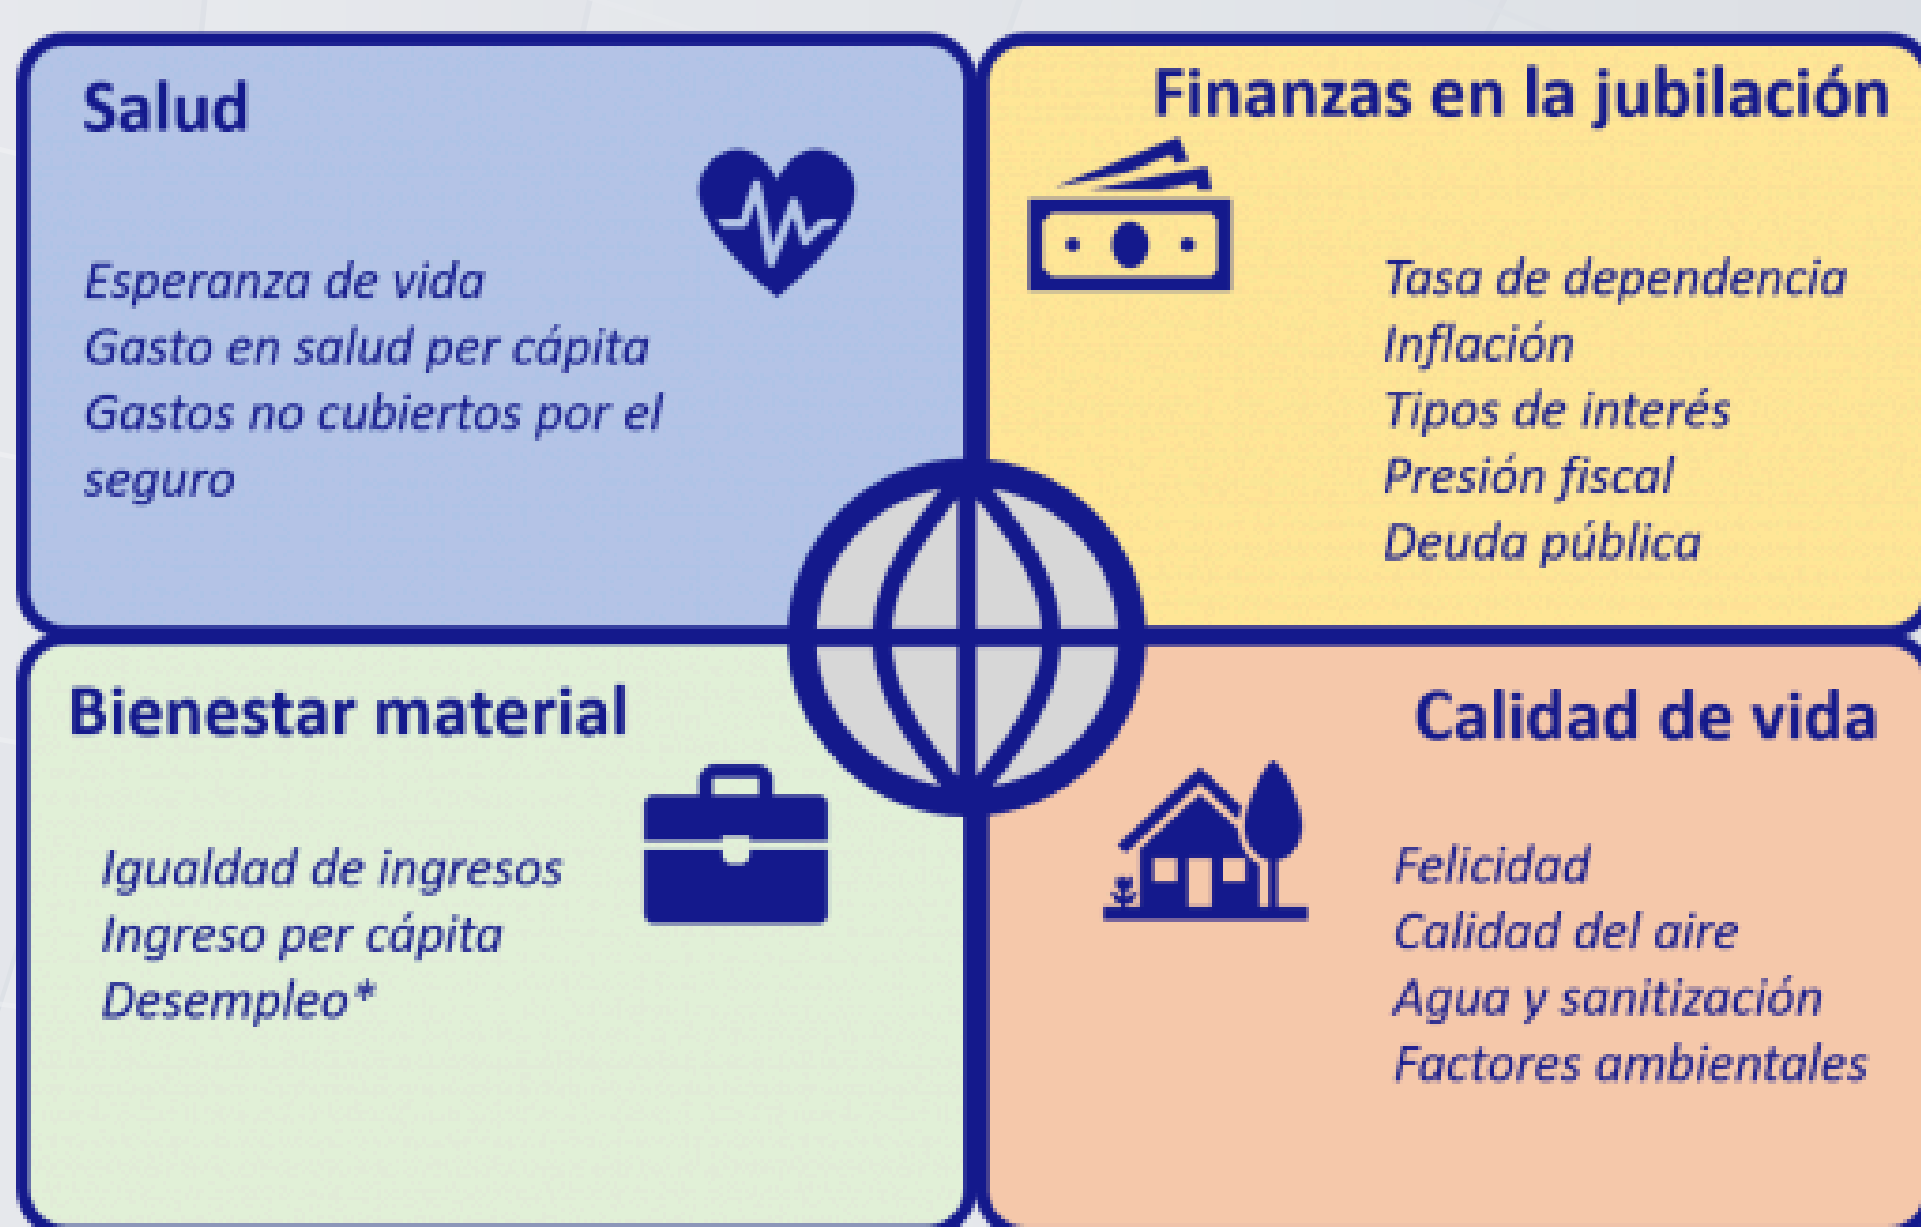 Salud
Esperanza de vida
Gasto en salud per cápita
Gastos no cubiertos por el
seguro
Finanzas en la jubilación
Tasa de dependencia
Inflación
Tipos de interés
Presión fiscal
Deuda pública
Bienestar material
Igualdad de ingresos
Ingreso per cápita
Desempleo*
Calidad de vida
Felicidad
Calidad del aire
Agua y sanitización
Factores ambientales